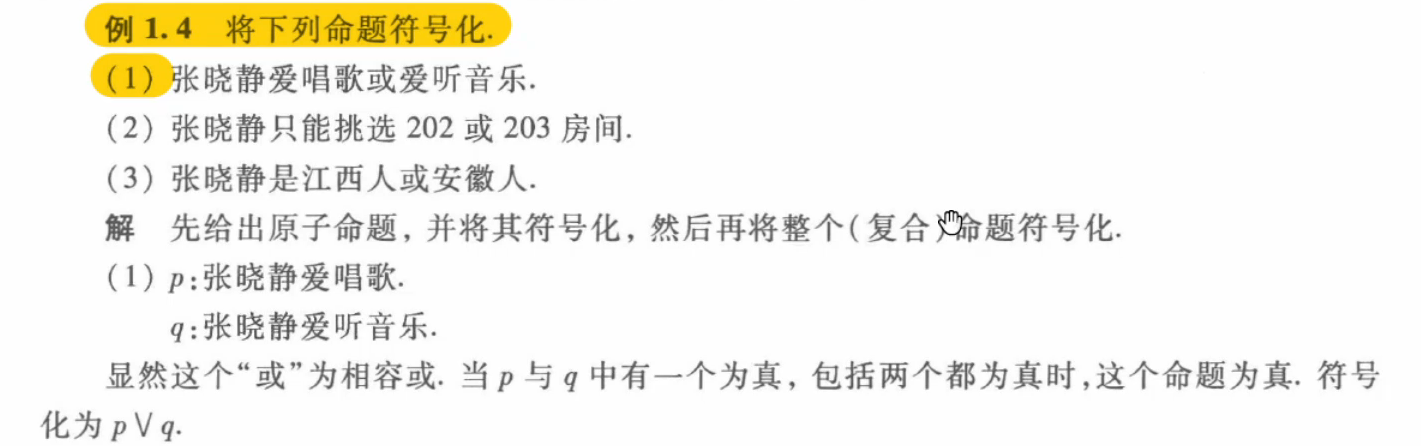 例 1.4 将下列命题符号化.
(1) 张晓静爱唱歌或爱听音乐.
(2) 张晓静只能挑选 202 或 203 房间.
(3) 张晓静是江西人或安徽人.
解 先给出原子命题, 并将其符号化, 然后再将整个(复合)命题符号化.
(1) p:张晓静爱唱歌.
q:张晓静爱听音乐.
显然这个“或”为相容或. 当 p 与 q 中有一个为真, 包括两个都为真时,这个命题为真. 符号
化为 p∨q.